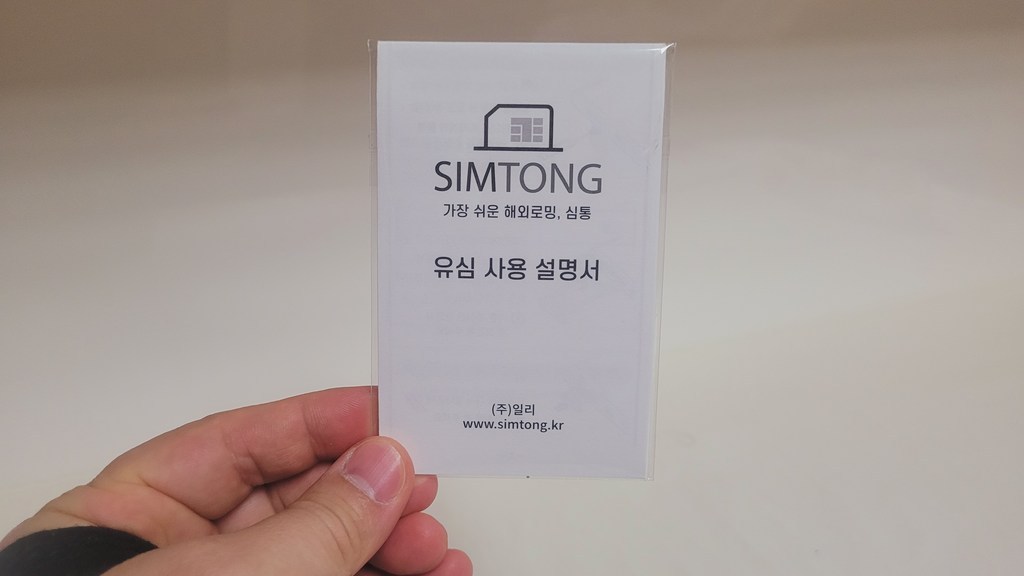 SIMTONG
가장 쉬운 해외로밍, 심통
유심 사용 설명서
(주)일리
www.simtong.kr